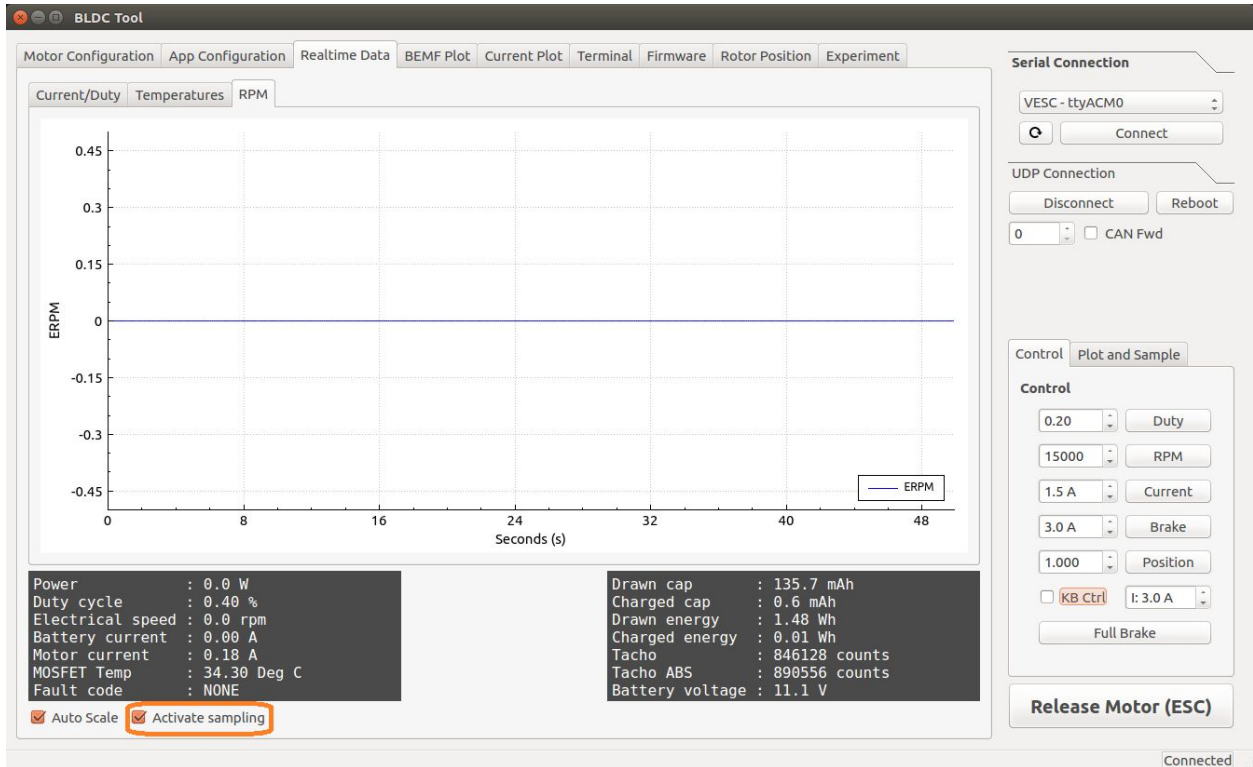 BLDC Tool
Motor Configuration App Configuration Realtime Data BEMF Plot Current Plot Terminal Firmware Rotor Position Experiment
Current/Duty Temperatures RPM
0.45
0.3
0.15
0
-0.15
-0.3
-0.45
ERPM
ERPM
0 8 16 24 32 40 48
Seconds (s)
Power : 0.0 W
Duty cycle : 0.40 %
Electrical speed : 0.0 rpm
Battery current : 0.00 A
Motor current : 0.18 A
MOSFET Temp : 34.30 Deg C
Fault code : NONE
Drawn cap : 135.7 mAh
Charged cap : 0.6 mAh
Drawn energy : 1.48 Wh
Charged energy : 0.01 Wh
Tacho : 846128 counts
Tacho ABS : 890556 counts
Battery voltage : 11.1 V
Auto Scale Activate sampling
Serial Connection
VESC - ttyACM0
Connect
UDP Connection
Disconnect Reboot
0 CAN Fwd
Control Plot and Sample
Control
0.20 Duty
15000 RPM
1.5 A Current
3.0 A Brake
1.000 Position
KB Ctrl I: 3.0 A
Full Brake
Release Motor (ESC)
Connected